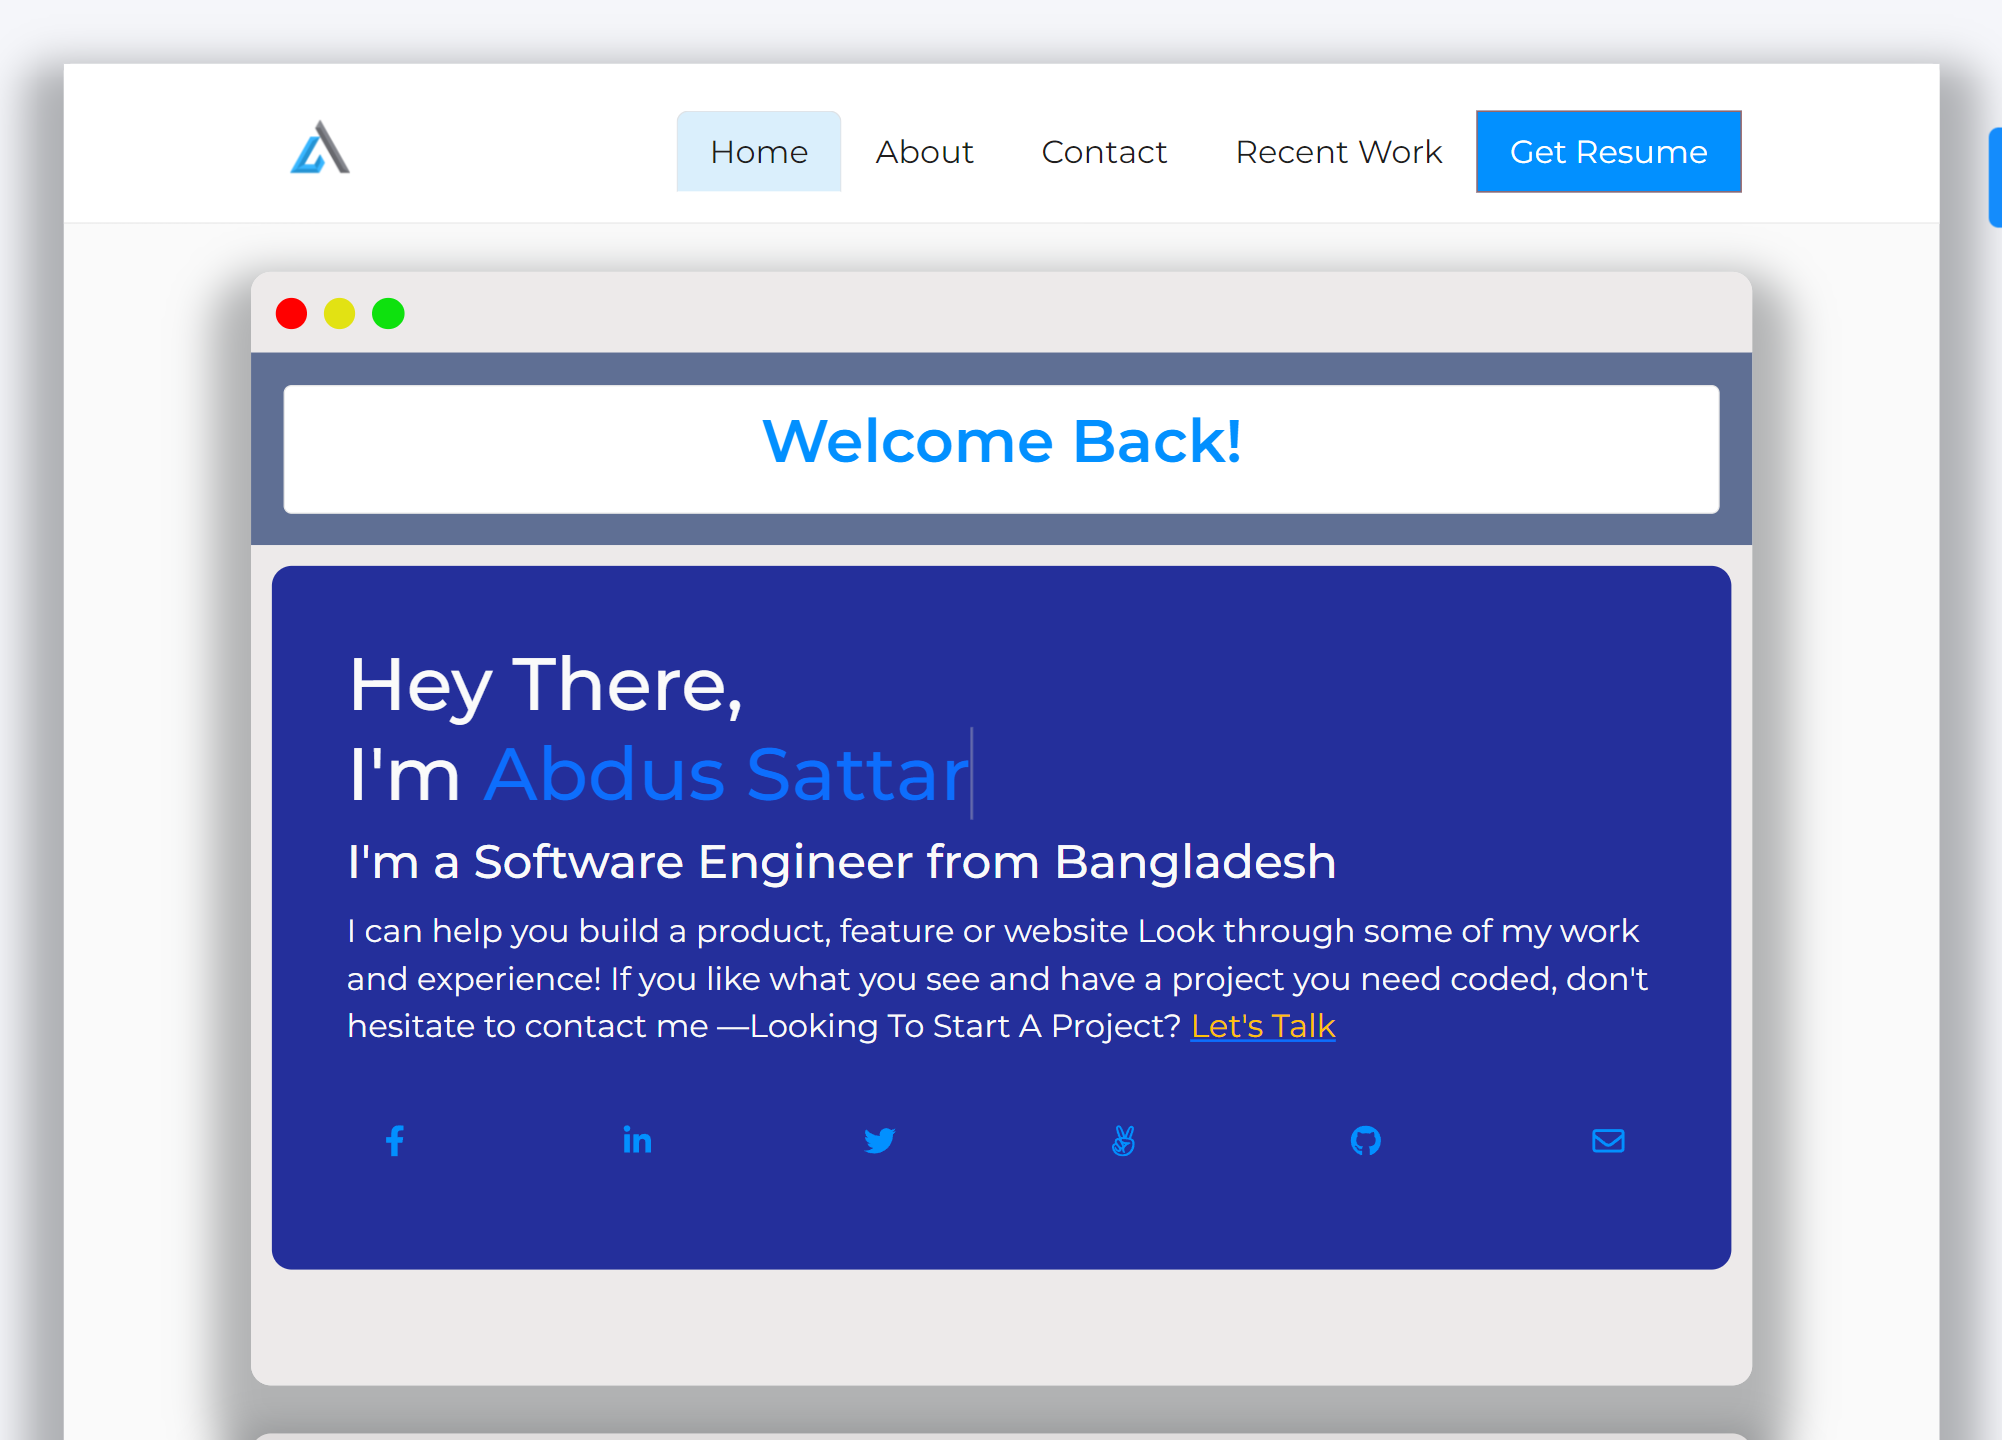 Home About Contact Recent Work Get Resume
Welcome Back!
Hey There,
I'm Abdus Sattar
I'm a Software Engineer from Bangladesh
I can help you build a product, feature or website Look through some of my work
and experience! If you like what you see and have a project you need coded, don't
hesitate to contact me —Looking To Start A Project? Let's Talk